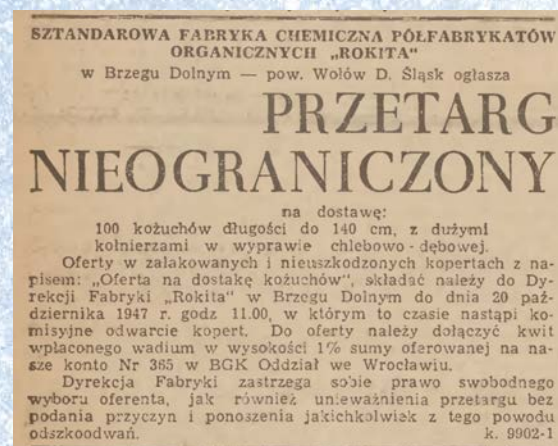 SZTANDAROWA FABRYKA CHEMICZNA PÓŁFABRYKATÓW
ORGANICZNYCH „ROKITA"
w Brzegu Dolnym — pow. Wołów D. Śląsk ogłasza
PRZETARG
NIEOGRANICZONY
na dostawę:
100 kożuchów długości do 140 cm, z dużymi
kołnierzami w wyprawie chlebowo-dębowej.
Oferty w zalakowanych i nieuszkodzonych kopertach z na-
pisem: „Oferta na dostakę kożuchów", składać należy do Dy-
rekcji Fabryki „Rokita" w Brzegu Dolnym do dnia 20 paź-
dziernika 1947 r. godz 11.00, w którym to czasie nastąpi ko-
misyjne odwarcie kopert. Do oferty należy dołączyć kwit
wpłaconego wadium w wysokości 1% sumy oferowanej na na-
sze konto Nr 365 w BGK Oddział we Wrocławiu.
Dyrekcja Fabryki zastrzega sobie prawo swobodnego
wyboru oferenta, jak również unieważnienia przetargu bez
podania przyczyn i ponoszenia jakichkolwiek z tego powodu
odszkoodwań. k. 9902-1